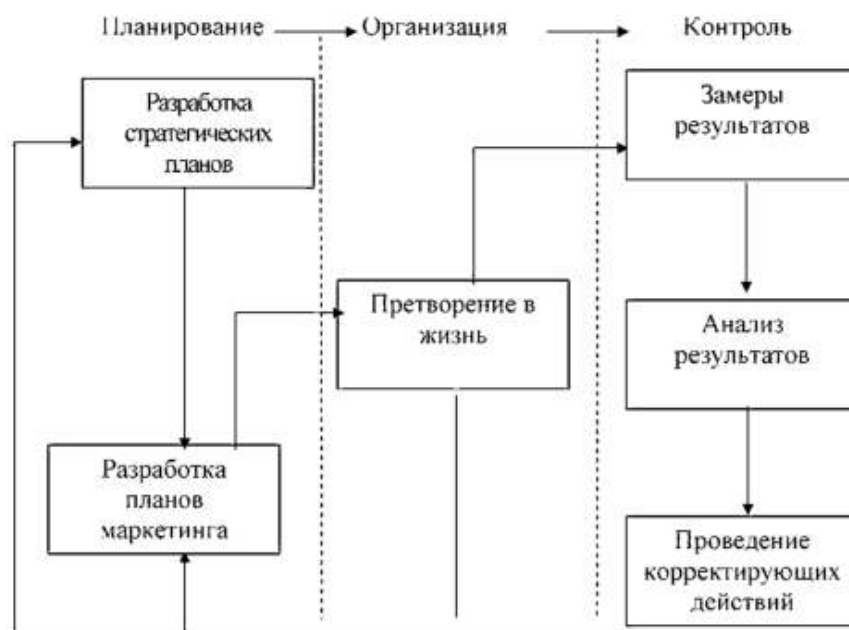 Планирование
Организация
Контроль
Разработка
стратегических
планов
Замеры
результатов
Претворение в
жизнь
Анализ
результатов
Разработка
планов
маркетинга
Проведение
корректирующих
действий